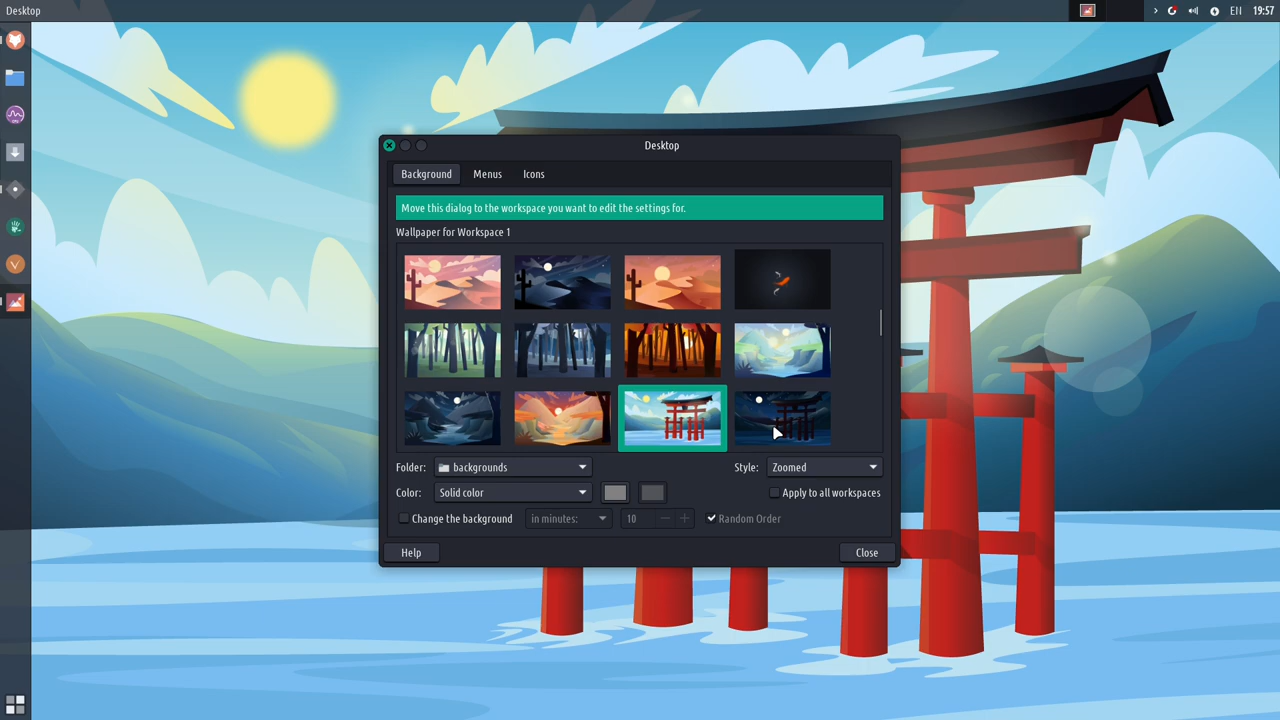 Desktop
EN 19:57
Desktop
Background Menus Icons
Move this dialog to the workspace you want to edit the settings for.
Wallpaper for Workspace 1
Folder: backgrounds Style: Zoomed
Color: Solid color Apply to all workspaces
Change the background in minutes: 10 Random Order
Help Close